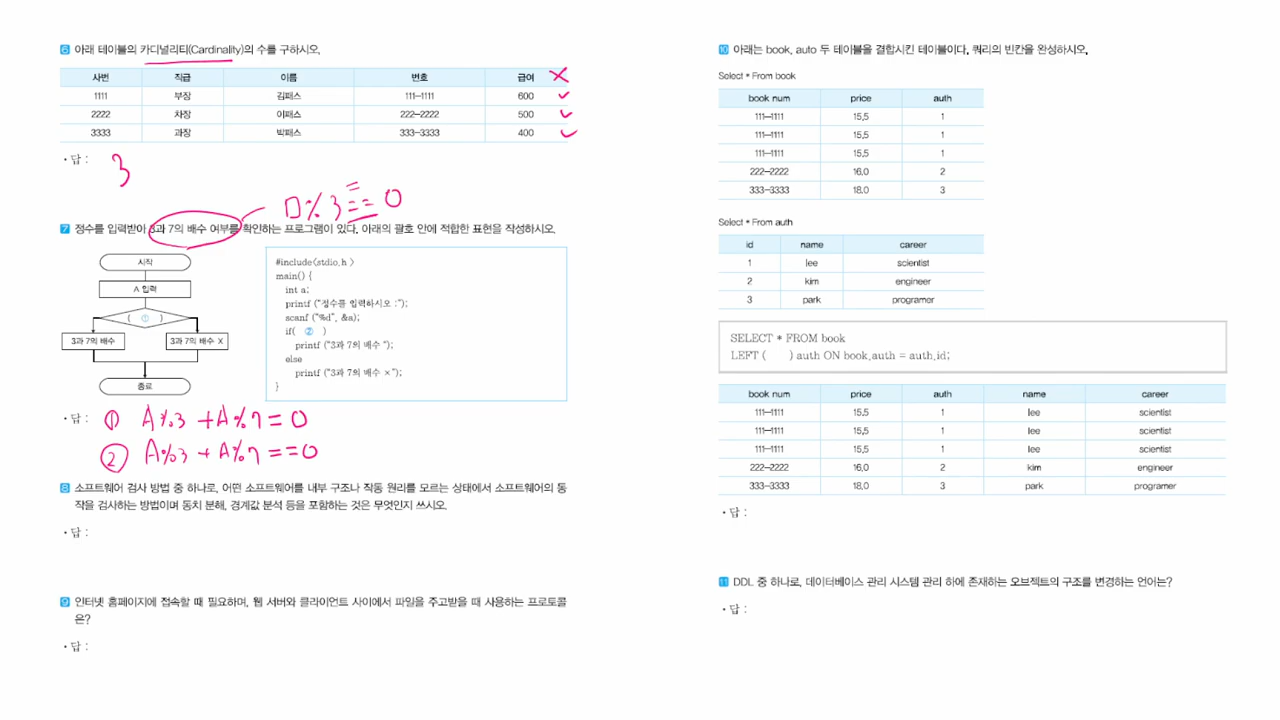 6 아래 테이블의 카디널리티(Cardinality)의 수를 구하시오.
사번 직급 이름 번호 급여
1111 부장 김패스 111-1111 600
2222 차장 이패스 222-2222 500
3333 과장 박패스 333-3333 400
• 답 : 3
□%3 == 0
7 정수를 입력받아 3과 7의 배수 여부를 확인하는 프로그램이 있다. 아래의 괄호 안에 적합한 표현을 작성하시오.
시작
A 입력
( ① )
3과 7의 배수 3과 7의 배수 X
종료
#include<stdio.h >
main() {
int a;
printf ("정수를 입력하시오 :");
scanf ("%d", &a);
if( ② )
printf ("3과 7의 배수 ");
else
printf ("3과 7의 배수 ×");
}
• 답 : ① A%3 + A%7 = 0
② A%3 + A%7 == 0
8 소프트웨어 검사 방법 중 하나로, 어떤 소프트웨어를 내부 구조나 작동 원리를 모르는 상태에서 소프트웨어의 동
작을 검사하는 방법이며 동치 분해, 경계값 분석 등을 포함하는 것은 무엇인지 쓰시오.
• 답 :
9 인터넷 홈페이지에 접속할 때 필요하며, 웹 서버와 클라이언트 사이에서 파일을 주고받을 때 사용하는 프로토콜
은?
• 답 :
10 아래는 book, auto 두 테이블을 결합시킨 테이블이다. 쿼리의 빈칸을 완성하시오.
Select * From book
book num price auth
111-1111 15.5 1
111-1111 15.5 1
111-1111 15.5 1
222-2222 16.0 2
333-3333 18.0 3
Select * From auth
id name career
1 lee scientist
2 kim engineer
3 park programer
SELECT * FROM book
LEFT ( ) auth ON book.auth = auth.id;
book num price auth name career
111-1111 15.5 1 lee scientist
111-1111 15.5 1 lee scientist
111-1111 15.5 1 lee scientist
222-2222 16.0 2 kim engineer
333-3333 18.0 3 park programer
• 답 :
11 DDL 중 하나로, 데이터베이스 관리 시스템 관리 하에 존재하는 오브젝트의 구조를 변경하는 언어는?
• 답 :